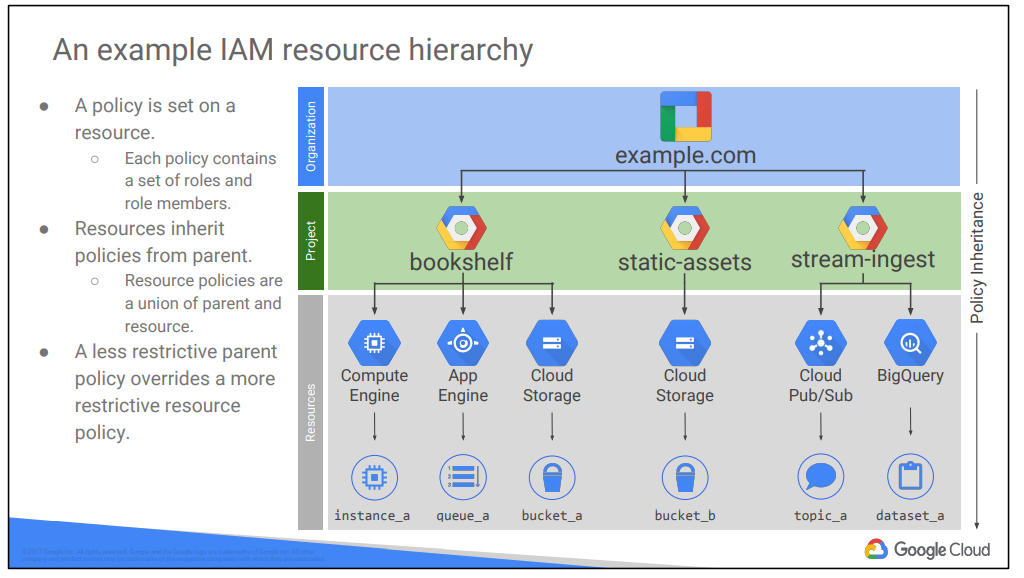 An example IAM resource hierarchy
● A policy is set on a
resource.
○ Each policy contains
a set of roles and
role members.
● Resources inherit
policies from parent.
○ Resource policies are
a union of parent and
resource.
● A less restrictive parent
policy overrides a more
restrictive resource
policy.
Organization
example.com
Project
bookshelf
static-assets
stream-ingest
Resources
Compute
Engine
App
Engine
Cloud
Storage
Cloud
Storage
Cloud
Pub/Sub
BigQuery
instance_a
queue_a
bucket_a
bucket_b
topic_a
dataset_a
Policy Inheritance
Google Cloud